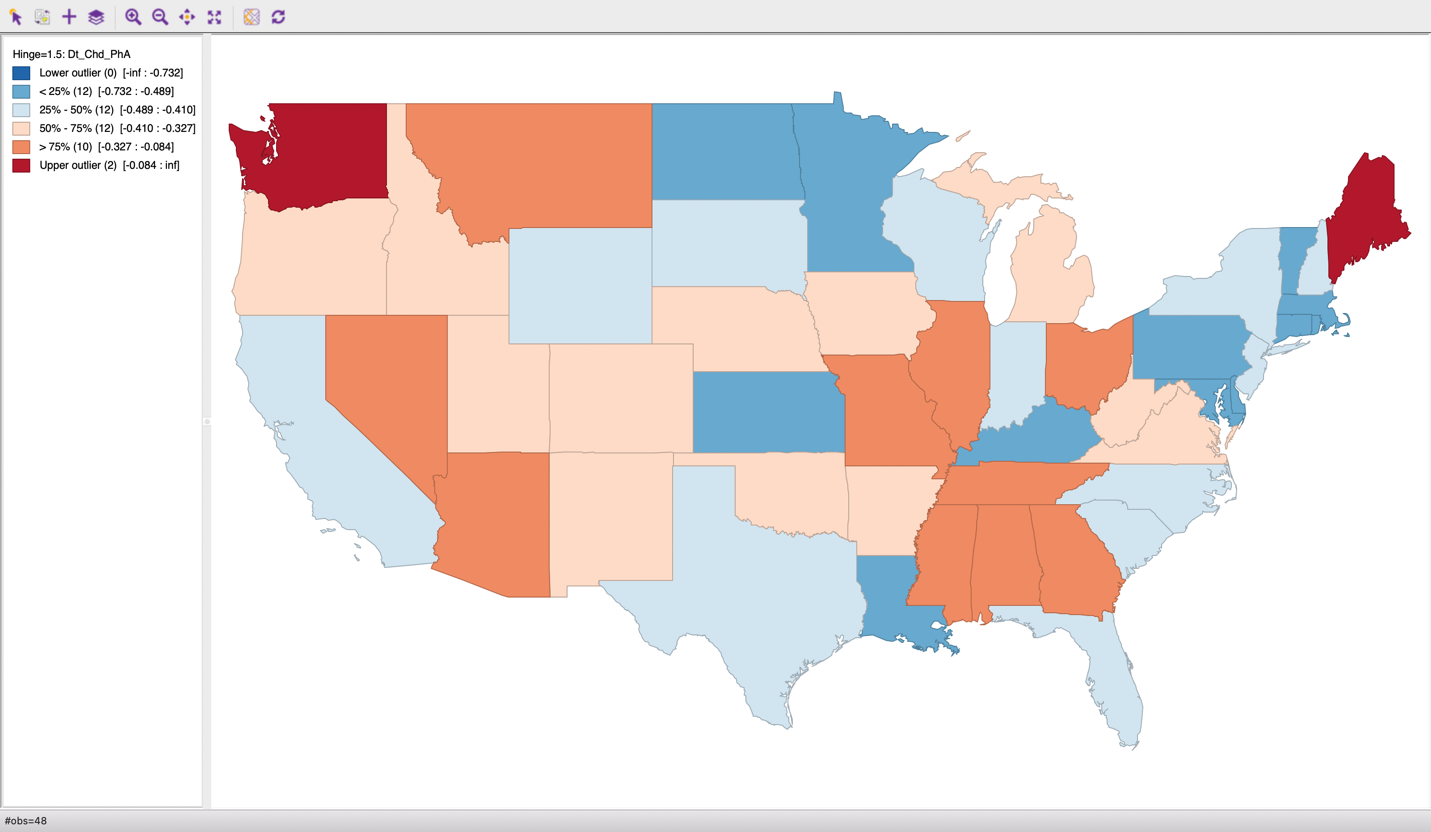 Hinge=1.5: Dt_Chd_PhA
Lower outlier (0) [-inf : -0.732]
< 25% (12) [-0.732 : -0.489]
25% - 50% (12) [-0.489 : -0.410]
50% - 75% (12) [-0.410 : -0.327]
> 75% (10) [-0.327 : -0.084]
Upper outlier (2) [-0.084 : inf]
#obs=48